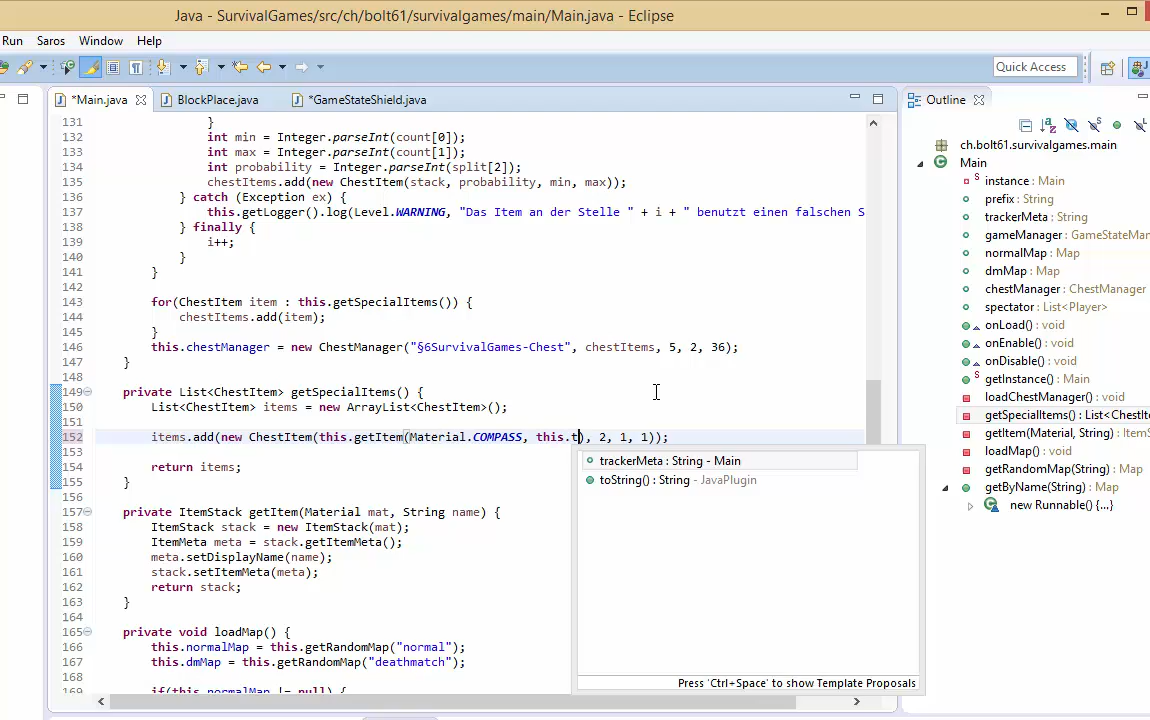 Java - SurvivalGames/src/ch/bolt61/survivalgames/main/Main.java - Eclipse
Run Saros Window Help
Quick Access
*Main.java BlockPlace.java *GameStateShield.java
131 }
132 int min = Integer.parseInt(count[0]);
133 int max = Integer.parseInt(count[1]);
134 int probability = Integer.parseInt(split[2]);
135 chestItems.add(new ChestItem(stack, probability, min, max));
136 } catch (Exception ex) {
137 this.getLogger().log(Level.WARNING, "Das Item an der Stelle " + i + " benutzt einen falschen S
138 } finally {
139 i++;
140 }
141 }
142
143 for(ChestItem item : this.getSpecialItems()) {
144 chestItems.add(item);
145 }
146 this.chestManager = new ChestManager("§6SurvivalGames-Chest", chestItems, 5, 2, 36);
147 }
148
149 private List<ChestItem> getSpecialItems() {
150 List<ChestItem> items = new ArrayList<ChestItem>();
151
152 items.add(new ChestItem(this.getItem(Material.COMPASS, this.t), 2, 1, 1));
153
154 return items;
155 }
156
157 private ItemStack getItem(Material mat, String name) {
158 ItemStack stack = new ItemStack(mat);
159 ItemMeta meta = stack.getItemMeta();
160 meta.setDisplayName(name);
161 stack.setItemMeta(meta);
162 return stack;
163 }
164
165 private void loadMap() {
166 this.normalMap = this.getRandomMap("normal");
167 this.dmMap = this.getRandomMap("deathmatch");
168
169 if(this.normalMap != null) {
trackerMeta : String - Main
toString() : String - JavaPlugin
Press 'Ctrl+Space' to show Template Proposals
Outline
ch.bolt61.survivalgames.main
Main
instance : Main
prefix : String
trackerMeta : String
gameManager : GameStateMan
normalMap : Map
dmMap : Map
chestManager : ChestManager
spectator : List<Player>
onLoad() : void
onEnable() : void
onDisable() : void
getInstance() : Main
loadChestManager() : void
getSpecialItems() : List<ChestIte
getItem(Material, String) : ItemS
loadMap() : void
getRandomMap(String) : Map
getByName(String) : Map
new Runnable() {...}